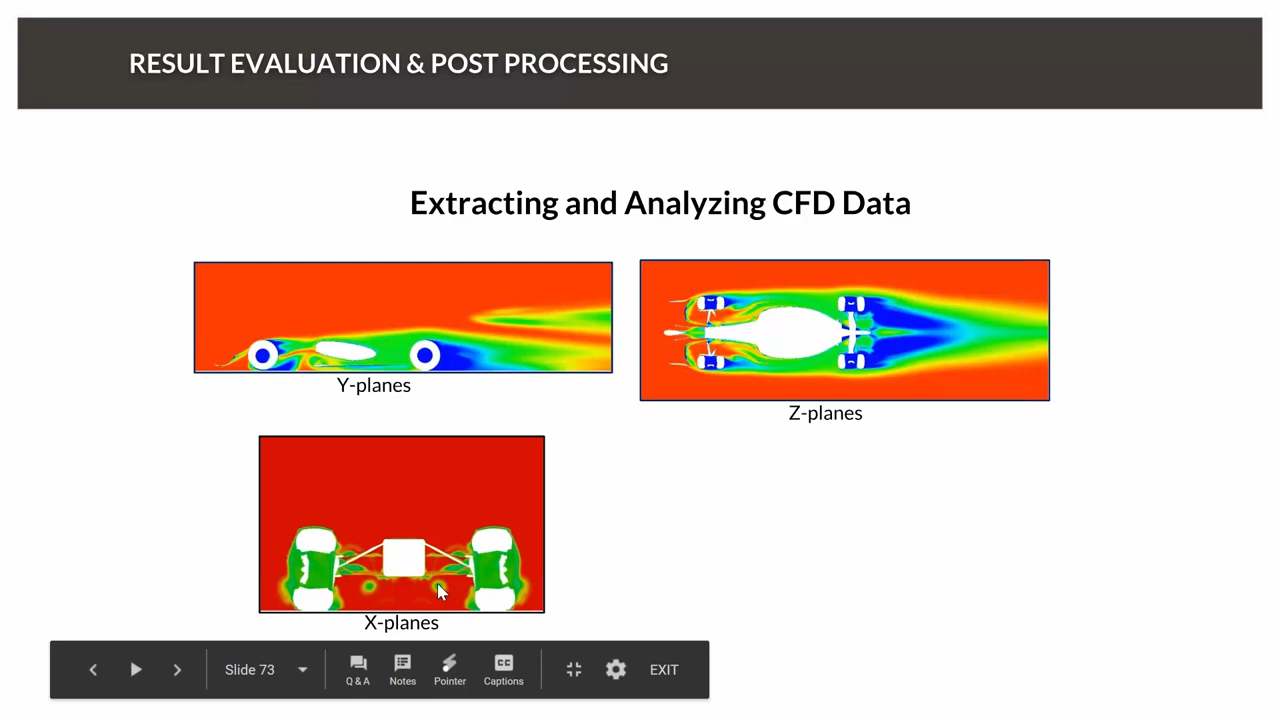 RESULT EVALUATION & POST PROCESSING
Extracting and Analyzing CFD Data
Y-planes
Z-planes
X-planes
Slide 73
Q & A
Notes
Pointer
CC
Captions
EXIT